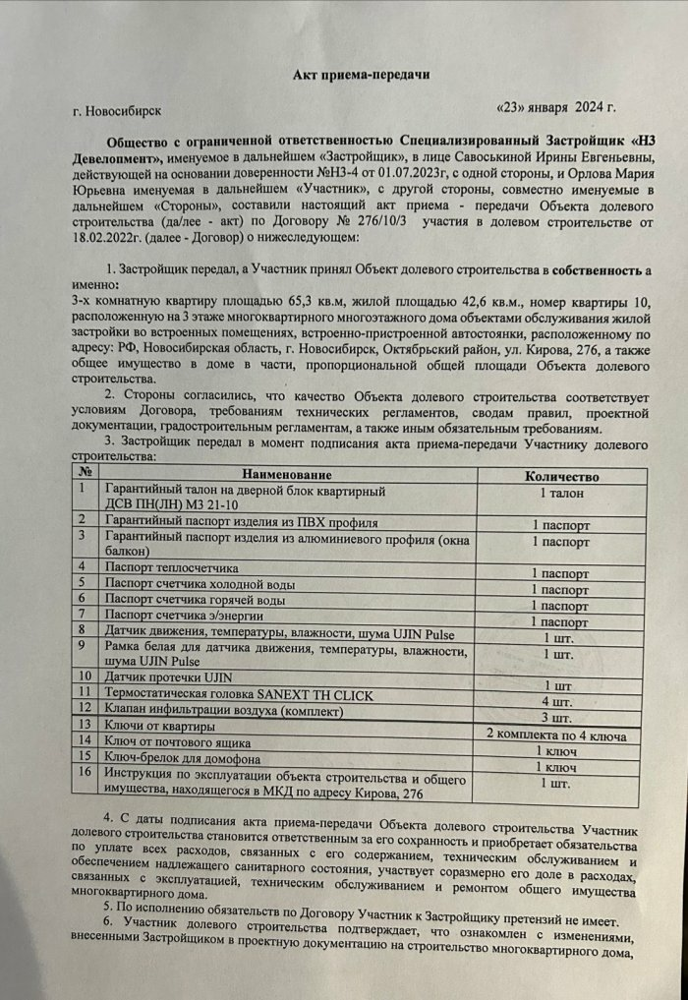 Акт приема-передачи
г. Новосибирск «23» января 2024 г.
Общество с ограниченной ответственностью Специализированный Застройщик «Н3
Девелопмент», именуемое в дальнейшем «Застройщик», в лице Савоськиной Ирины Евгеньевны,
действующей на основании доверенности №Н3-4 от 01.07.2023г, с одной стороны, и Орлова Мария
Юрьевна именуемая в дальнейшем «Участник», с другой стороны, совместно именуемые в
дальнейшем «Стороны», составили настоящий акт приема - передачи Объекта долевого
строительства (да/лее - акт) по Договору № 276/10/3 участия в долевом строительстве от
18.02.2022г. (далее - Договор) о нижеследующем:
1. Застройщик передал, а Участник принял Объект долевого строительства в собственность а
именно:
3-х комнатную квартиру площадью 65,3 кв.м, жилой площадью 42,6 кв.м., номер квартиры 10,
расположенную на 3 этаже многоквартирного многоэтажного дома объектами обслуживания жилой
застройки во встроенных помещениях, встроенно-пристроенной автостоянки, расположенному по
адресу: РФ, Новосибирская область, г. Новосибирск, Октябрьский район, ул. Кирова, 276, а также
общее имущество в доме в части, пропорциональной общей площади Объекта долевого
строительства.
2. Стороны согласились, что качество Объекта долевого строительства соответствует
условиям Договора, требованиям технических регламентов, сводам правил, проектной
документации, градостроительным регламентам, а также иным обязательным требованиям.
3. Застройщик передал в момент подписания акта приема-передачи Участнику долевого
строительства:
№ Наименование Количество
1 Гарантийный талон на дверной блок квартирный 1 талон
ДСВ ПН(ЛН) М3 21-10
2 Гарантийный паспорт изделия из ПВХ профиля 1 паспорт
3 Гарантийный паспорт изделия из алюминиевого профиля (окна 1 паспорт
балкон)
4 Паспорт теплосчетчика 1 паспорт
5 Паспорт счетчика холодной воды 1 паспорт
6 Паспорт счетчика горячей воды 1 паспорт
7 Паспорт счетчика э/энергии 1 паспорт
8 Датчик движения, температуры, влажности, шума UJIN Pulse 1 шт.
9 Рамка белая для датчика движения, температуры, влажности, 1 шт.
шума UJIN Pulse
10 Датчик протечки UJIN 1 шт
11 Термостатическая головка SANEXT TH CLICK 4 шт.
12 Клапан инфильтрации воздуха (комплект) 3 шт.
13 Ключи от квартиры 2 комплекта по 4 ключа
14 Ключ от почтового ящика 1 ключ
15 Ключ-брелок для домофона 1 ключ
16 Инструкция по эксплуатации объекта строительства и общего 1 шт.
имущества, находящегося в МКД по адресу Кирова, 276
4. С даты подписания акта приема-передачи Объекта долевого строительства Участник
долевого строительства становится ответственным за его сохранность и приобретает обязательства
по уплате всех расходов, связанных с его содержанием, техническим обслуживанием и
обеспечением надлежащего санитарного состояния, участвует соразмерно его доле в расходах,
связанных с эксплуатацией, техническим обслуживанием и ремонтом общего имущества
многоквартирного дома.
5. По исполнению обязательств по Договору Участник к Застройщику претензий не имеет.
6. Участник долевого строительства подтверждает, что ознакомлен с изменениями,
внесенными Застройщиком в проектную документацию на строительство многоквартирного дома,